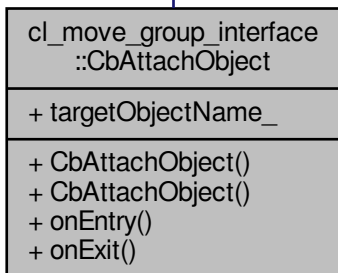 cl_move_group_interface
::CbAttachObject
+ targetObjectName_
+ CbAttachObject()
+ CbAttachObject()
+ onEntry()
+ onExit()